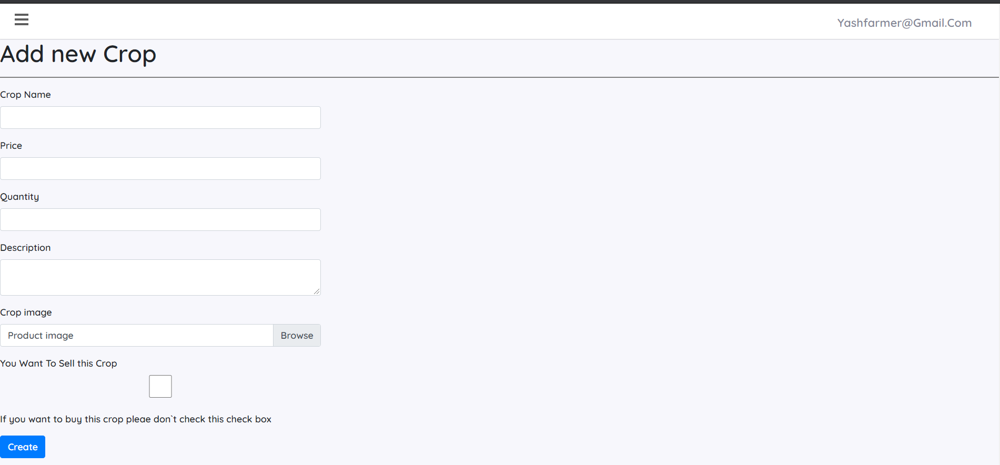 Yashfarmer@Gmail.Com
Add new Crop
Crop Name
Price
Quantity
Description
Crop image
Product image Browse
You Want To Sell this Crop
If you want to buy this crop pleae don`t check this check box
Create